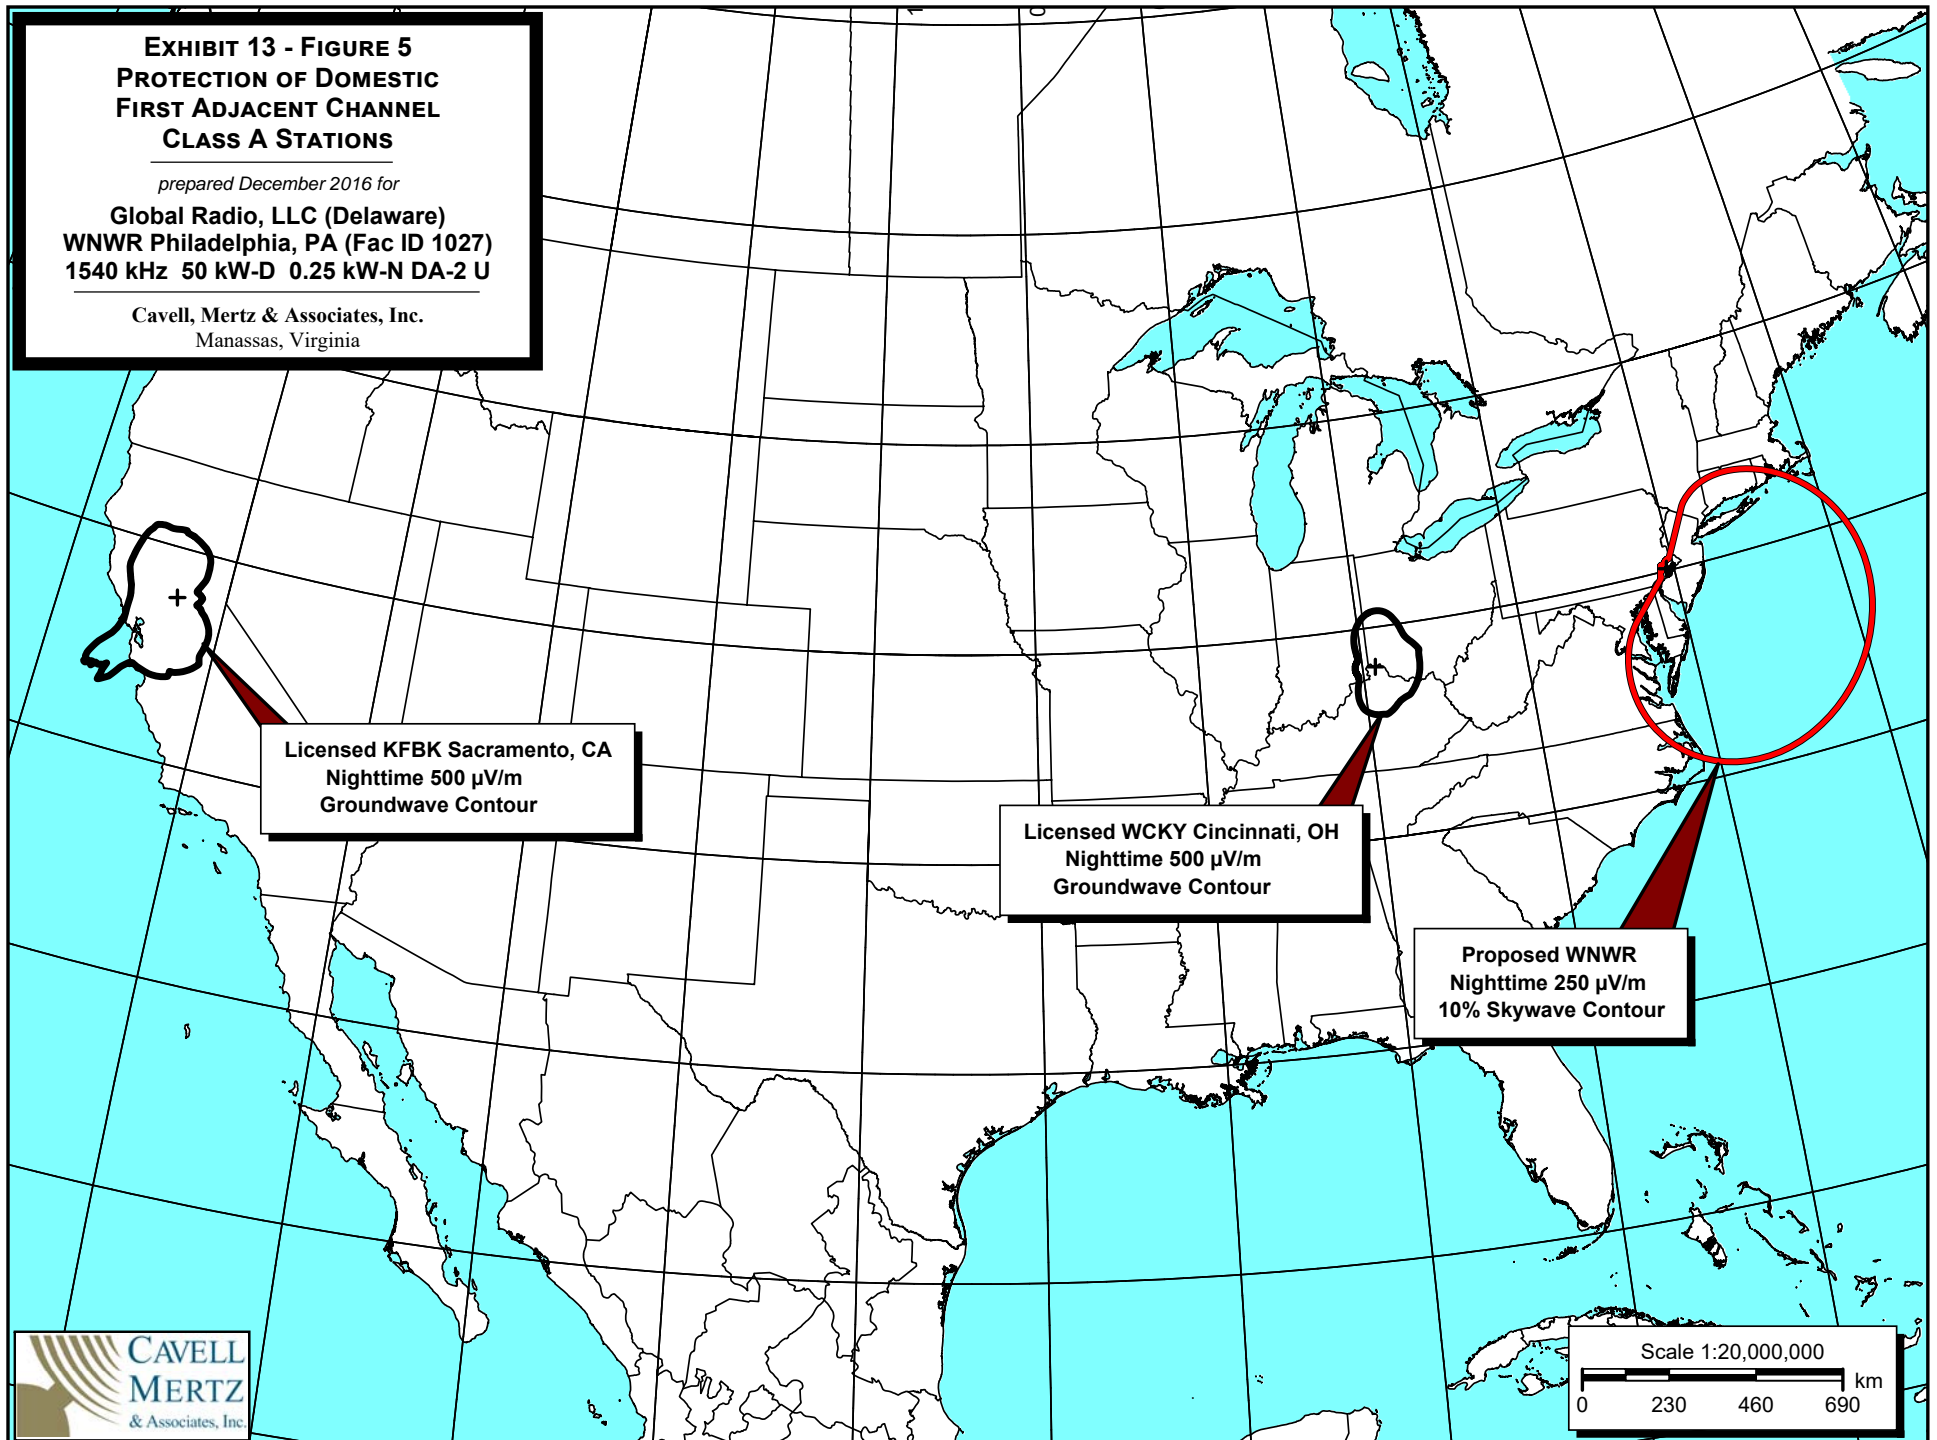 EXHIBIT 13 - FIGURE 5
PROTECTION OF DOMESTIC
FIRST ADJACENT CHANNEL
CLASS A STATIONS
prepared December 2016 for
Global Radio, LLC (Delaware)
WNWR Philadelphia, PA (Fac ID 1027)
1540 kHz 50 kW-D 0.25 kW-N DA-2 U
Cavell, Mertz & Associates, Inc.
Manassas, Virginia
Licensed KFBK Sacramento, CA
Nighttime 500 µV/m
Groundwave Contour
Licensed WCKY Cincinnati, OH
Nighttime 500 µV/m
Groundwave Contour
Proposed WNWR
Nighttime 250 µV/m
10% Skywave Contour
CAVELL
MERTZ
& Associates, Inc.
Scale 1:20,000,000
km
0 230 460 690